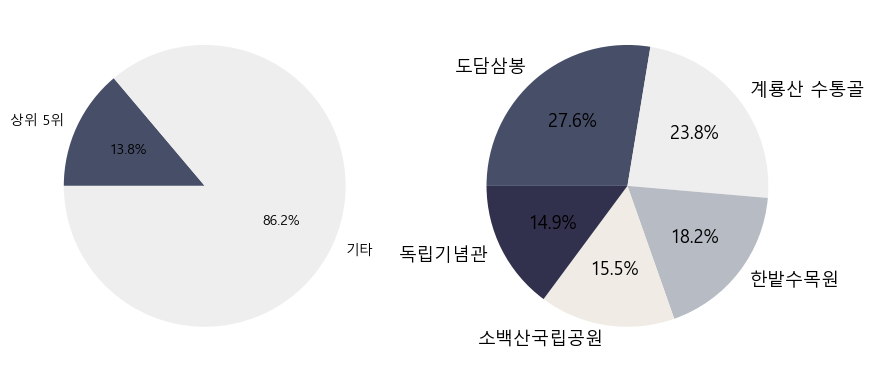 상위 5위
13.8%
86.2%
기타
도담삼봉
27.6%
계룡산 수통골
23.8%
18.2%
한밭수목원
15.5%
소백산국립공원
14.9%
독립기념관